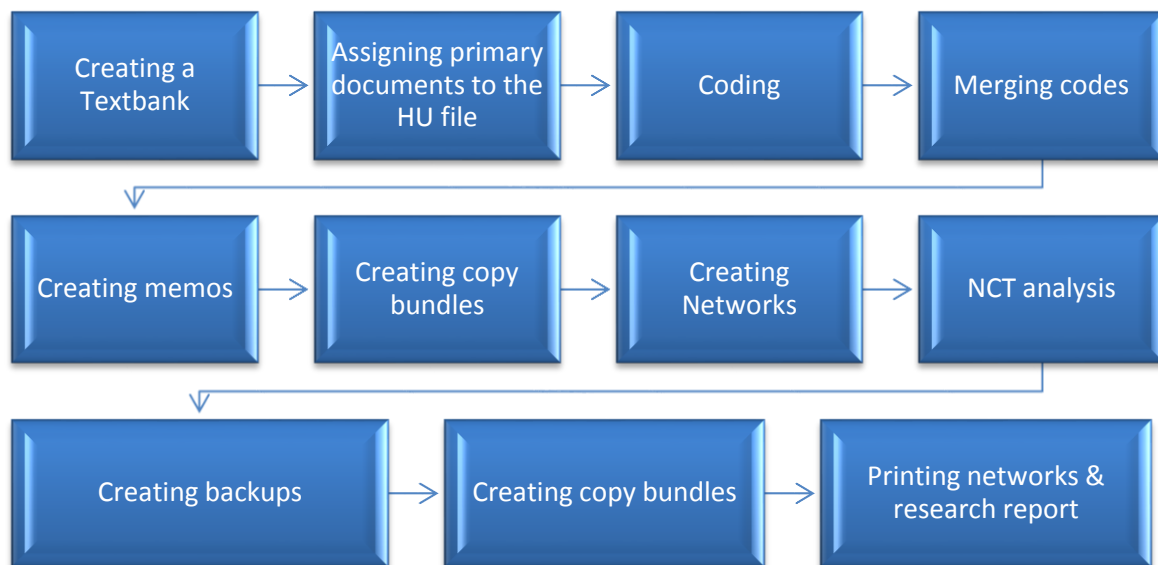 Creating a
Textbank
Assigning primary
documents to the
HU file
Coding
Merging codes
Creating memos
Creating copy
bundles
Creating
Networks
NCT analysis
Creating backups
Creating copy bundles
Printing networks &
research report